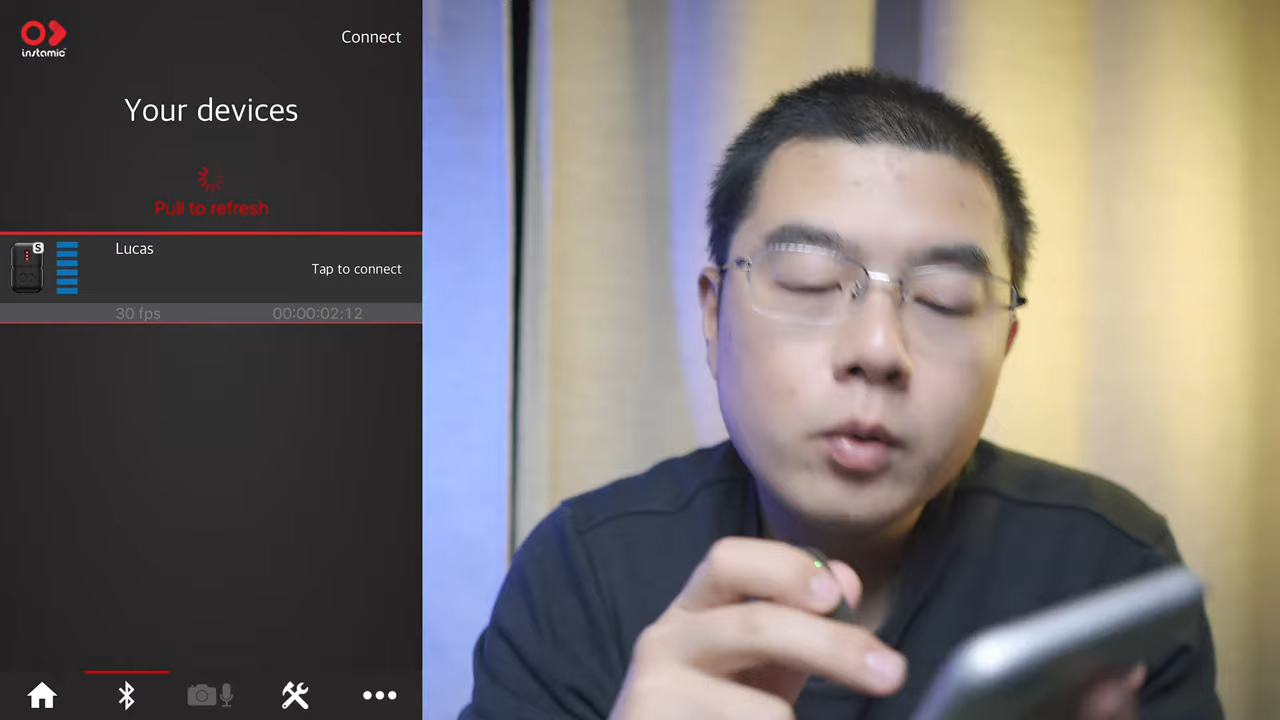 instamic
Connect
Your devices
Pull to refresh
S
Lucas
Tap to connect
30 fps
00:00:02:12